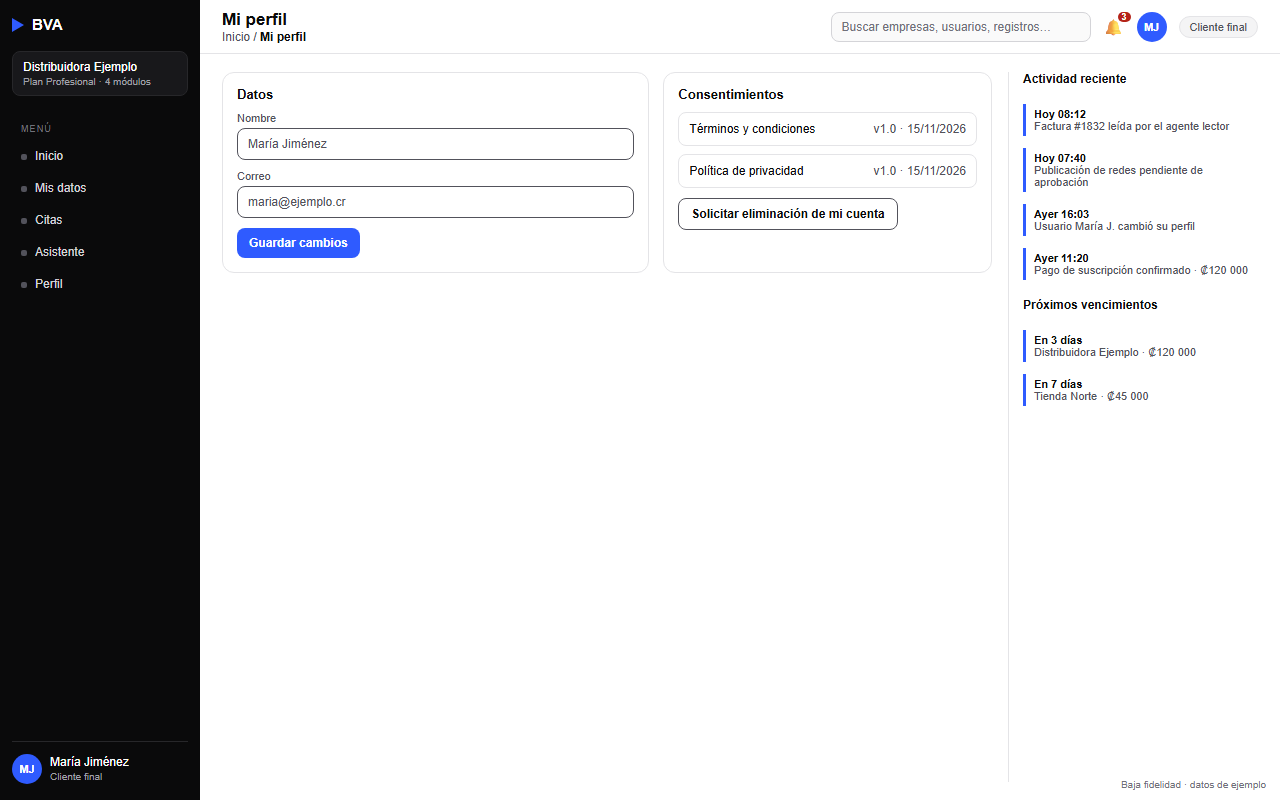 BVA
Distribuidora Ejemplo
Plan Profesional · 4 módulos
MENÚ
Inicio
Mis datos
Citas
Asistente
Perfil
MJ
María Jiménez
Cliente final
Mi perfil
Inicio / Mi perfil
Buscar empresas, usuarios, registros…
3
MJ
Cliente final
Datos
Nombre
María Jiménez
Correo
maria@ejemplo.cr
Guardar cambios
Consentimientos
Términos y condiciones v1.0 · 15/11/2026
Política de privacidad v1.0 · 15/11/2026
Solicitar eliminación de mi cuenta
Actividad reciente
Hoy 08:12
Factura #1832 leída por el agente lector
Hoy 07:40
Publicación de redes pendiente de
aprobación
Ayer 16:03
Usuario María J. cambió su perfil
Ayer 11:20
Pago de suscripción confirmado · ₡120 000
Próximos vencimientos
En 3 días
Distribuidora Ejemplo · ₡120 000
En 7 días
Tienda Norte · ₡45 000
Baja fidelidad · datos de ejemplo